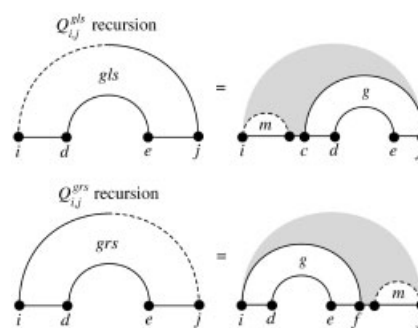 Q^{gls}_{i,j} recursion
gls
=
g
m
i d e j
i c d e
Q^{grs}_{i,j} recursion
grs
=
g
m
i d e j
i d e f